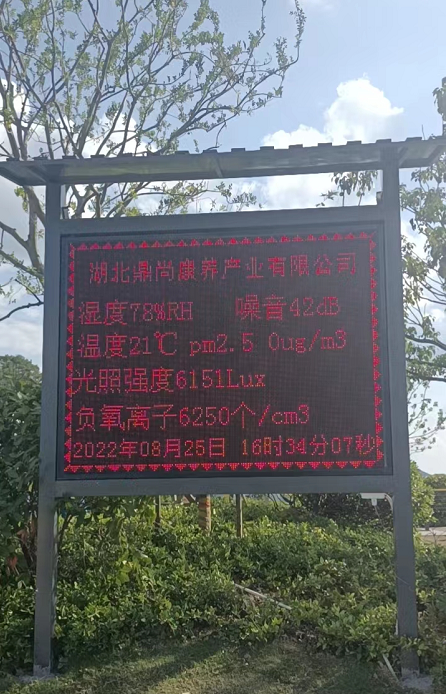 湖北鼎尚康养产业有限公司
湿度78%RH 噪音42dB
温度21℃ pm2.5 0ug/m3
光照强度6151Lux
负氧离子6250个/cm3
2022年08月25日 16时34分07秒